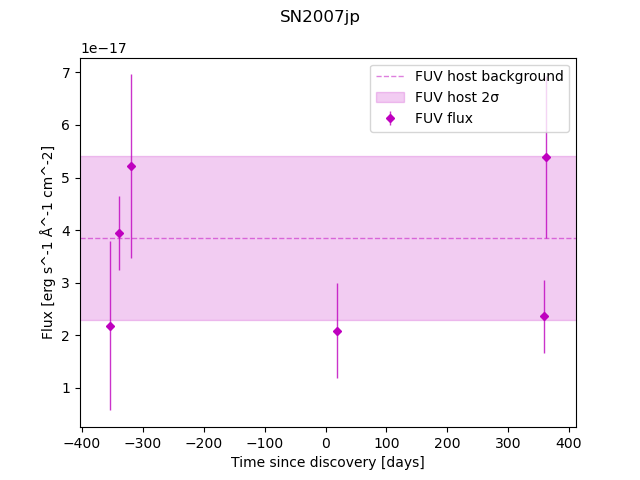 SN2007jp
1e−17
FUV host background
FUV host 2σ
FUV flux
7
6
5
4
3
2
1
Flux [erg s^-1 Å^-1 cm^-2]
−400
−300
−200
−100
0
100
200
300
400
Time since discovery [days]